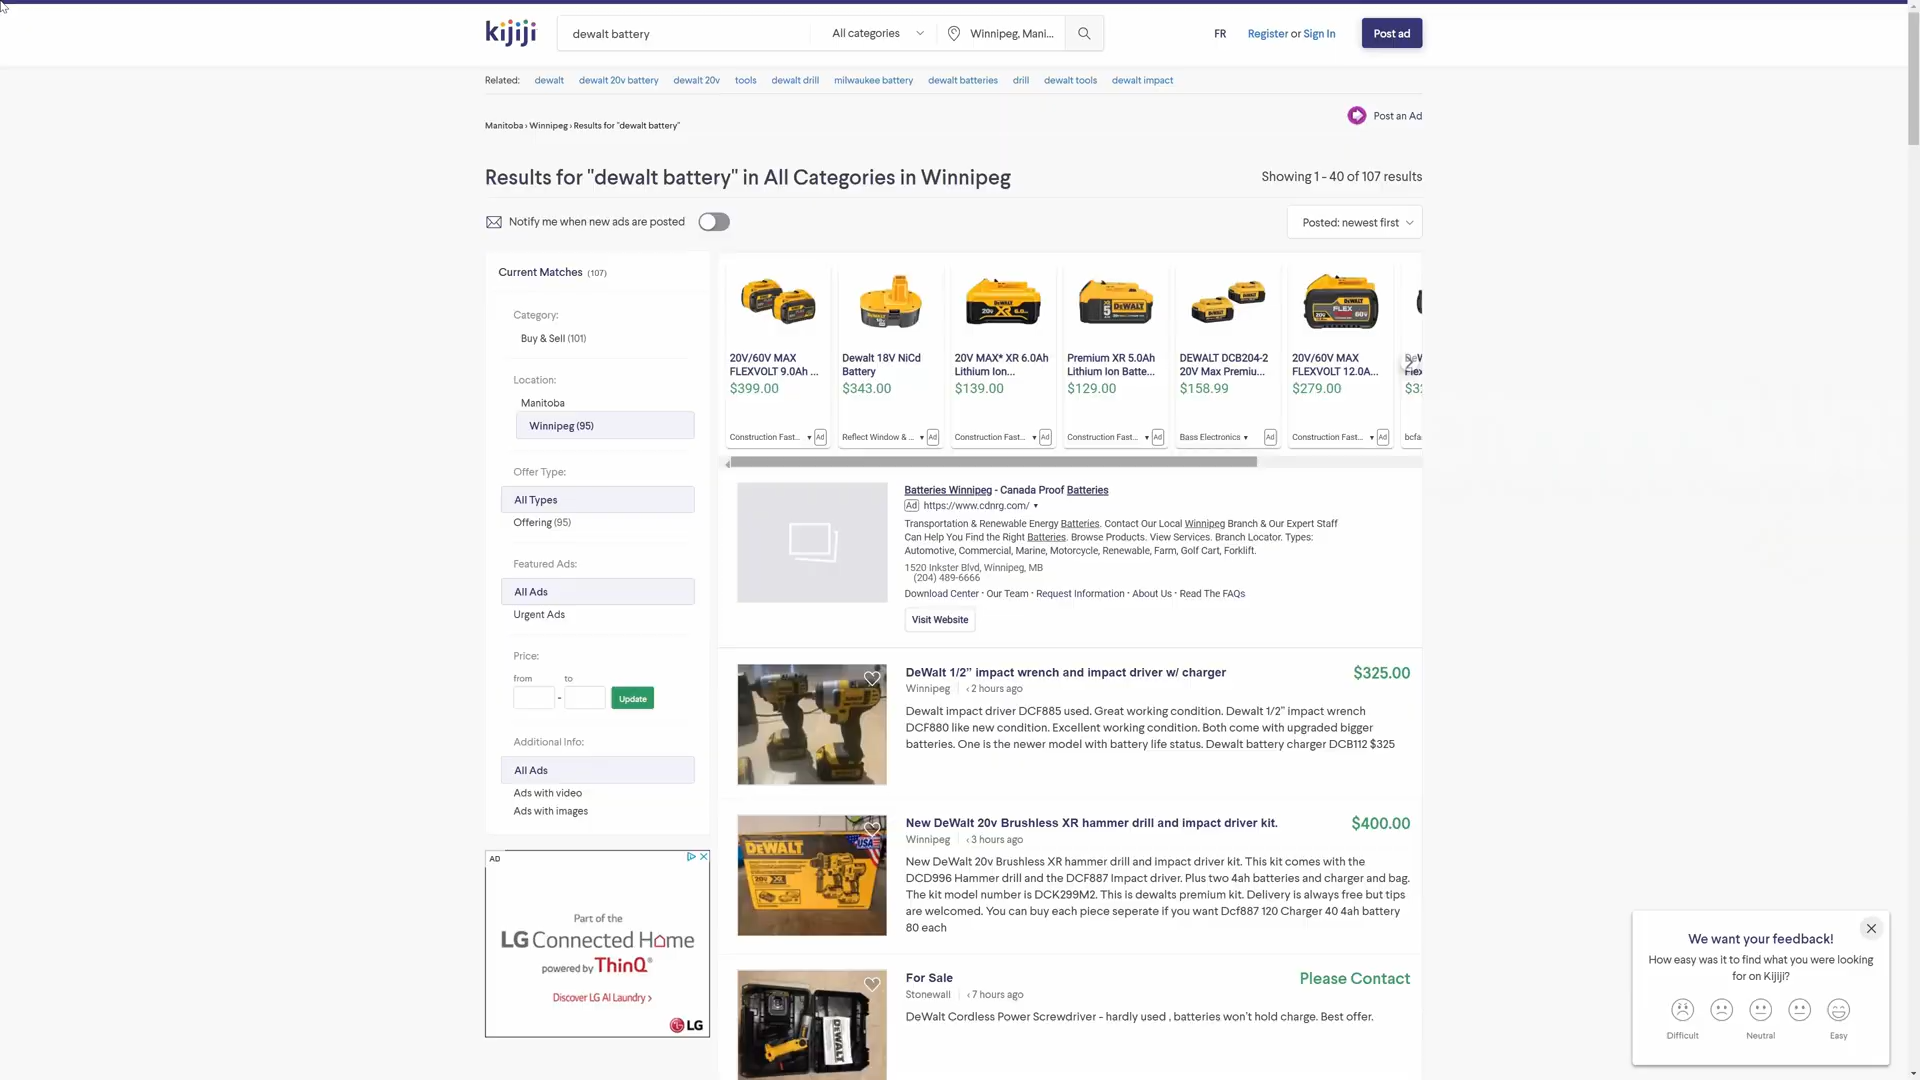 kijiji
dewalt battery
All categories
Winnipeg, Mani...
FR
Register or Sign In
Post ad
Related: dewalt dewalt 20v battery dewalt 20v tools dewalt drill milwaukee battery dewalt batteries drill dewalt tools dewalt impact
Post an Ad
Manitoba › Winnipeg › Results for "dewalt battery"
Results for "dewalt battery" in All Categories in Winnipeg
Showing 1 - 40 of 107 results
Notify me when new ads are posted
Posted: newest first
Current Matches (107)
Category:
Buy & Sell (101)
Location:
Manitoba
Winnipeg (95)
Offer Type:
All Types
Offering (95)
Featured Ads:
All Ads
Urgent Ads
Price:
from
to
-
Update
Additional Info:
All Ads
Ads with video
Ads with images
20V/60V MAX
FLEXVOLT 9.0Ah ...
$399.00
Construction Fast... ▾ Ad
Dewalt 18V NiCd
Battery
$343.00
Reflect Window & ... ▾ Ad
20V MAX* XR 6.0Ah
Lithium Ion...
$139.00
Construction Fast... ▾ Ad
Premium XR 5.0Ah
Lithium Ion Batte...
$129.00
Construction Fast... ▾ Ad
DEWALT DCB204-2
20V Max Premiu...
$158.99
Bass Electronics ▾ Ad
20V/60V MAX
FLEXVOLT 12.0A...
$279.00
Construction Fast... ▾ Ad
bcfa
Batteries Winnipeg - Canada Proof Batteries
Ad https://www.cdnrg.com/ ▾
Transportation & Renewable Energy Batteries. Contact Our Local Winnipeg Branch & Our Expert Staff
Can Help You Find the Right Batteries. Browse Products. View Services. Branch Locator. Types:
Automotive, Commercial, Marine, Motorcycle, Renewable, Farm, Golf Cart, Forklift.
1520 Inkster Blvd, Winnipeg, MB
(204) 489-6666
Download Center · Our Team · Request Information · About Us · Read The FAQs
Visit Website
DeWalt 1/2” impact wrench and impact driver w/ charger
$325.00
Winnipeg
‹ 2 hours ago
Dewalt impact driver DCF885 used. Great working condition. Dewalt 1/2” impact wrench
DCF880 like new condition. Excellent working condition. Both come with upgraded bigger
batteries. One is the newer model with battery life status. Dewalt battery charger DCB112 $325
DEWALT
USA
New DeWalt 20v Brushless XR hammer drill and impact driver kit.
$400.00
Winnipeg
‹ 3 hours ago
New DeWalt 20v Brushless XR hammer drill and impact driver kit. This kit comes with the
DCD996 Hammer drill and the DCF887 Impact driver. Plus two 4ah batteries and charger and bag.
The kit model number is DCK299M2. This is dewalts premium kit. Delivery is always free but tips
are welcomed. You can buy each piece seperate if you want Dcf887 120 Charger 40 4ah battery
80 each
DEWALT
For Sale
Please Contact
Stonewall
‹ 7 hours ago
DeWalt Cordless Power Screwdriver - hardly used , batteries won’t hold charge. Best offer.
AD
Part of the
LG Connected Home
powered by ThinQ®
Discover LG AI Laundry ›
LG
We want your feedback!
How easy was it to find what you were looking
for on Kijiji?
Difficult
Neutral
Easy